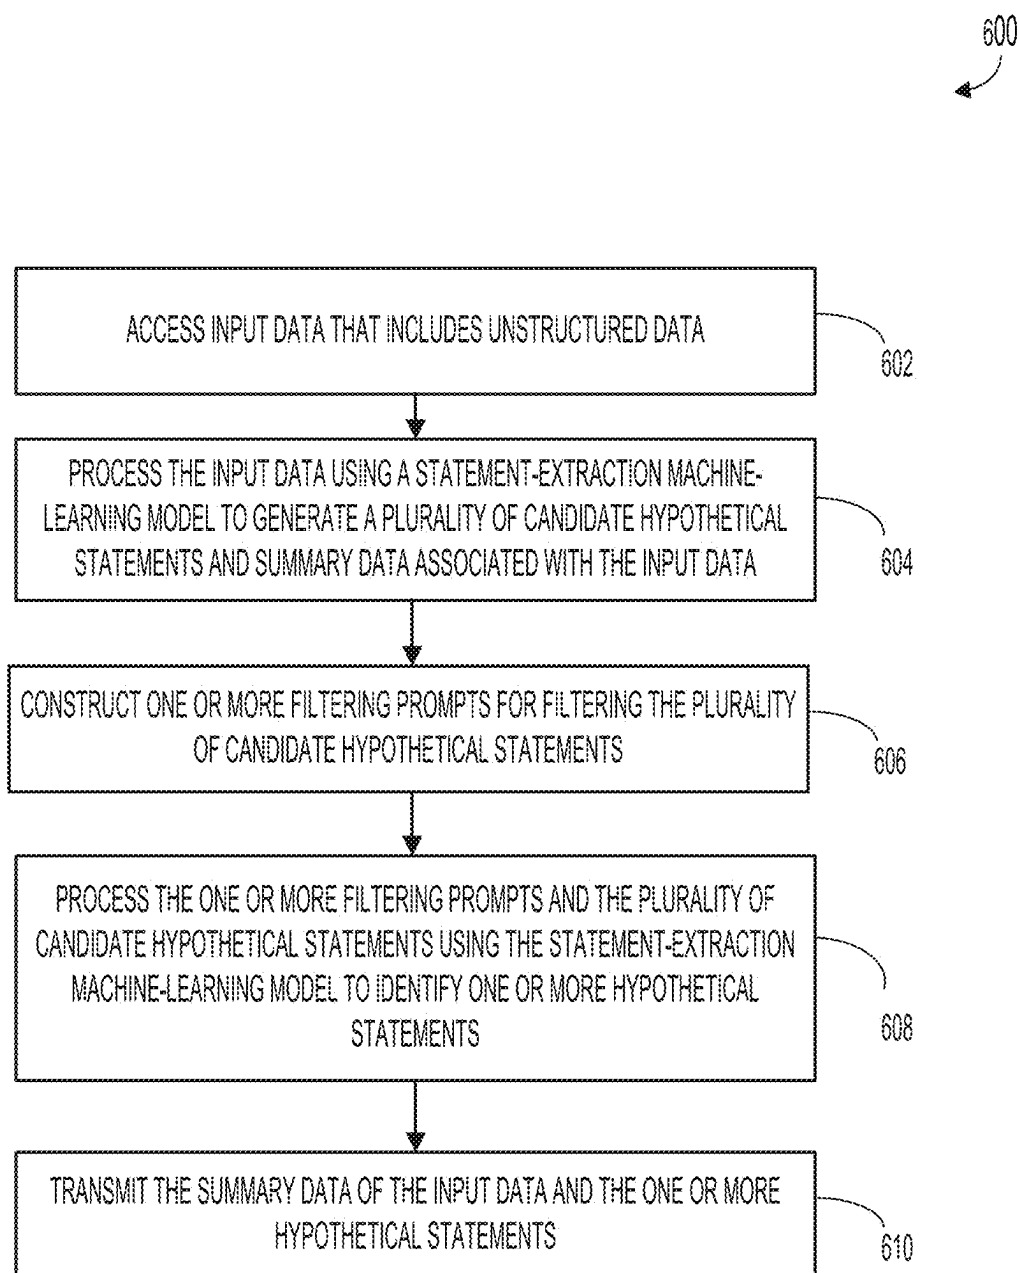 600
ACCESS INPUT DATA THAT INCLUDES UNSTRUCTURED DATA
602
PROCESS THE INPUT DATA USING A STATEMENT-EXTRACTION MACHINE-
LEARNING MODEL TO GENERATE A PLURALITY OF CANDIDATE HYPOTHETICAL
STATEMENTS AND SUMMARY DATA ASSOCIATED WITH THE INPUT DATA
604
CONSTRUCT ONE OR MORE FILTERING PROMPTS FOR FILTERING THE PLURALITY
OF CANDIDATE HYPOTHETICAL STATEMENTS
606
PROCESS THE ONE OR MORE FILTERING PROMPTS AND THE PLURALITY OF
CANDIDATE HYPOTHETICAL STATEMENTS USING THE STATEMENT-EXTRACTION
MACHINE-LEARNING MODEL TO IDENTIFY ONE OR MORE HYPOTHETICAL
STATEMENTS
608
TRANSMIT THE SUMMARY DATA OF THE INPUT DATA AND THE ONE OR MORE
HYPOTHETICAL STATEMENTS
610